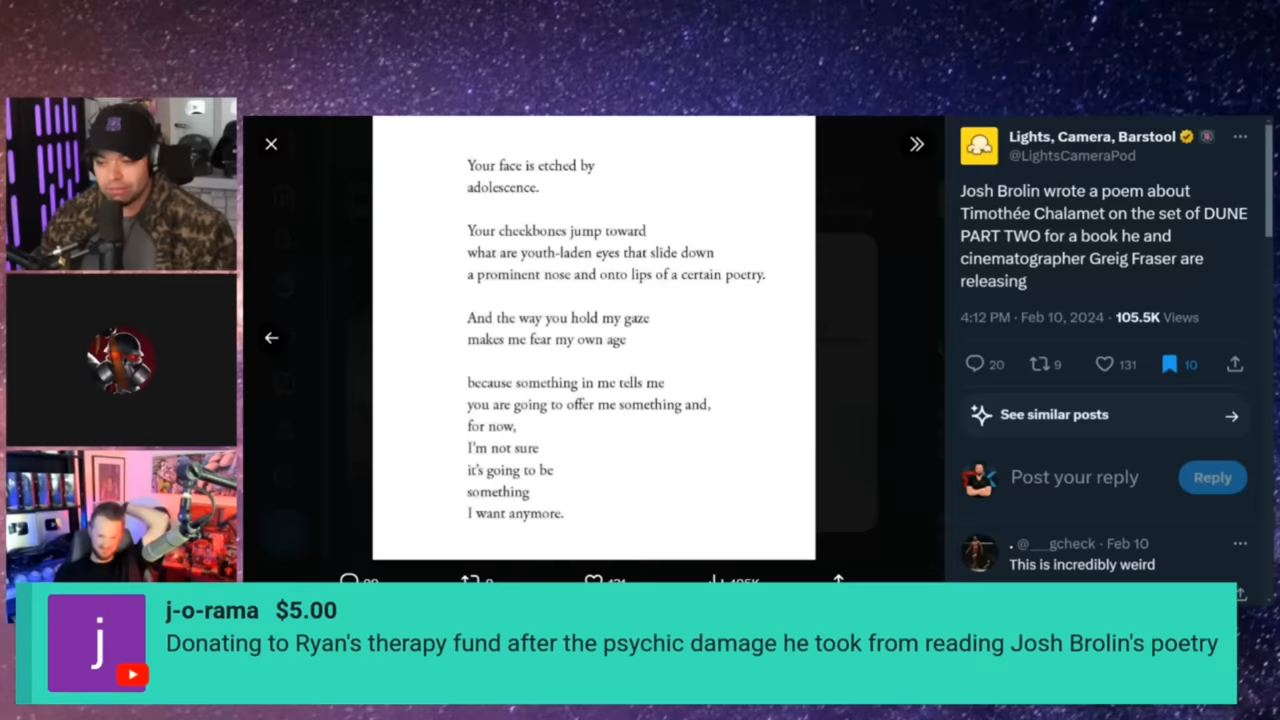 Your face is etched by
adolescence.
Your cheekbones jump toward
what are youth-laden eyes that slide down
a prominent nose and onto lips of a certain poetry.
And the way you hold my gaze
makes me fear my own age
because something in me tells me
you are going to offer me something and,
for now,
I'm not sure
it's going to be
something
I want anymore.
Lights, Camera, Barstool
@LightsCameraPod
Josh Brolin wrote a poem about
Timothée Chalamet on the set of DUNE
PART TWO for a book he and
cinematographer Greig Fraser are
releasing
4:12 PM · Feb 10, 2024 · 105.5K Views
20 9 131 10
See similar posts
Post your reply
Reply
. @___gcheck · Feb 10
This is incredibly weird
j
j-o-rama $5.00
Donating to Ryan's therapy fund after the psychic damage he took from reading Josh Brolin's poetry